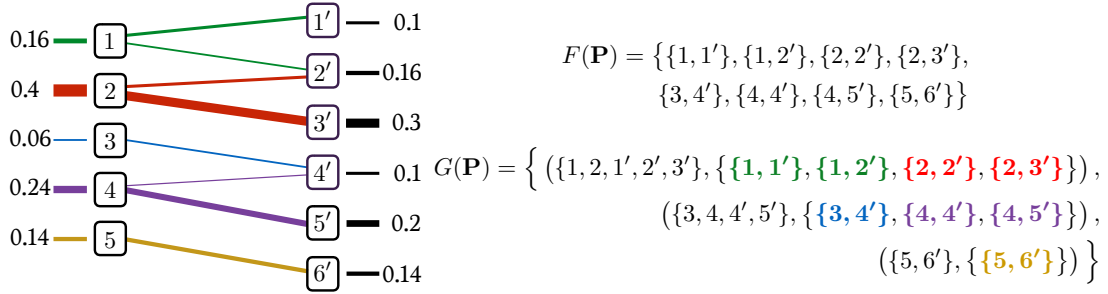 0.16 1 1′ 0.1
2′ 0.16
0.4 2
3′ 0.3
0.06 3
4′ 0.1
0.24 4
5′ 0.2
0.14 5
6′ 0.14
F(P) = {{1, 1′}, {1, 2′}, {2, 2′}, {2, 3′},
{3, 4′}, {4, 4′}, {4, 5′}, {5, 6′}}
G(P) = { ({1, 2, 1′, 2′, 3′}, {{1, 1′}, {1, 2′}, {2, 2′}, {2, 3′}}) ,
({3, 4, 4′, 5′}, {{3, 4′}, {4, 4′}, {4, 5′}}) ,
({5, 6′}, {{5, 6′}}) }